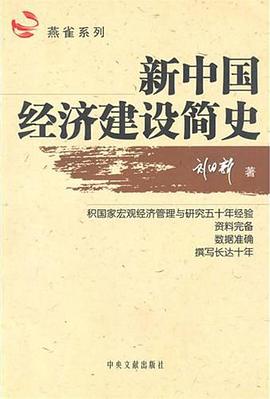 燕雀系列
新中国
经济建设简史
刘日新 著
积国家宏观经济管理与研究五十年经验
资料完备
数据准确
撰写长达十年
中央文献出版社